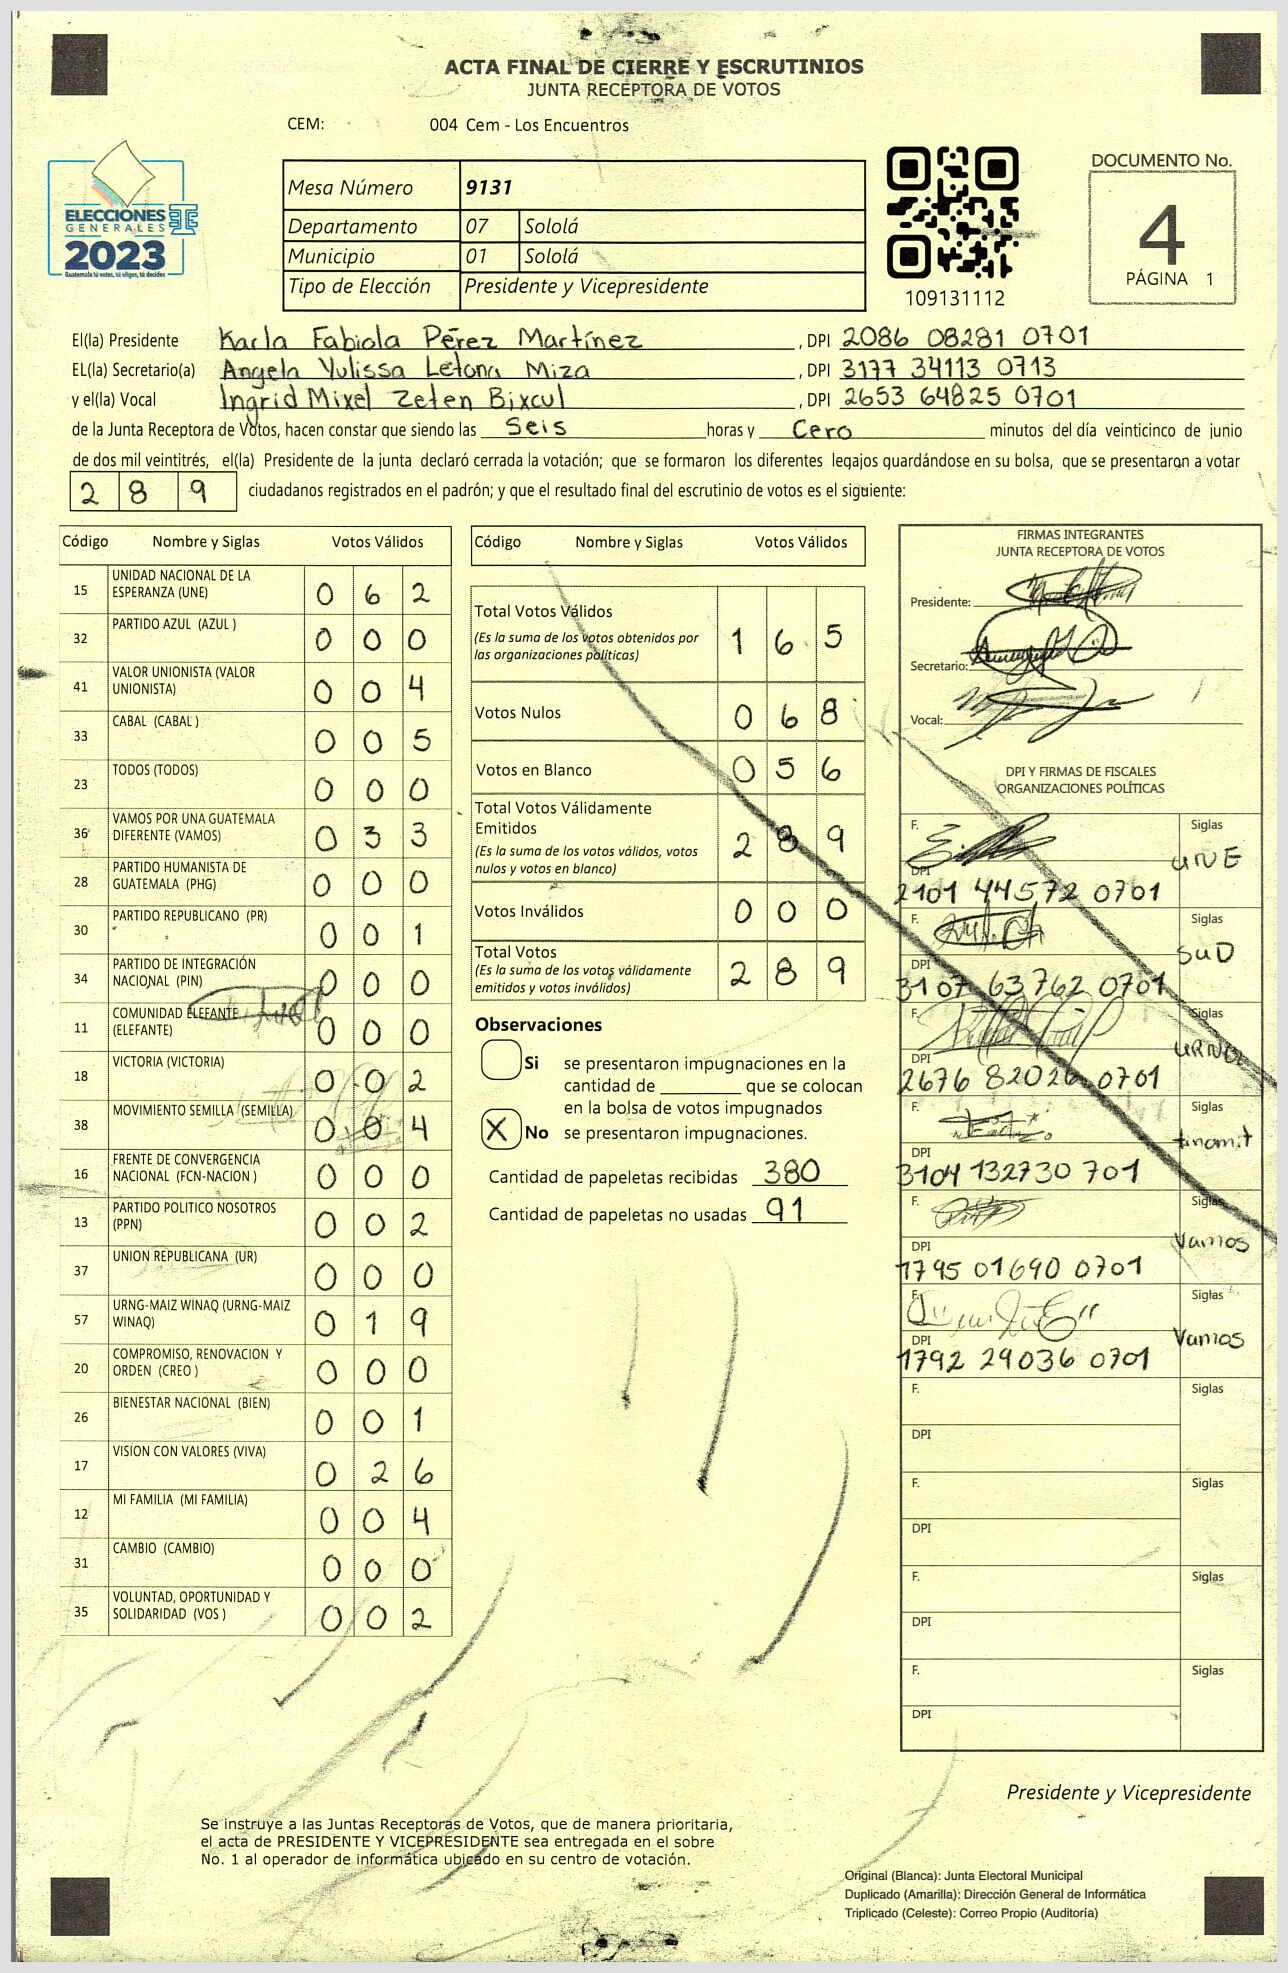 ACTA FINAL DE CIERRE Y ESCRUTINIOS
JUNTA RECEPTORA DE VOTOS
CEM: 004 Cem - Los Encuentros
ELECCIONES
GENERALES
2023
Guatemala tú votes, tú eliges, tú decides
Mesa Número 9131
Departamento 07 Sololá
Municipio 01 Sololá
Tipo de Elección Presidente y Vicepresidente
109131112
DOCUMENTO No.
4
PÁGINA 1
El(la) Presidente Karla Fabiola Pérez Martínez , DPI 2086 08281 0701
EL(la) Secretario(a) Angela Yulissa Letona Miza , DPI 3177 34113 0713
y el(la) Vocal Ingrid Mixel Zeten Bixcul , DPI 2653 64825 0701
de la Junta Receptora de Votos, hacen constar que siendo las Seis horas y Cero minutos del día veinticinco de junio
de dos mil veintitrés, el(la) Presidente de la junta declaró cerrada la votación; que se formaron los diferentes legajos guardándose en su bolsa, que se presentaron a votar
2 8 9 ciudadanos registrados en el padrón; y que el resultado final del escrutinio de votos es el siguiente:
Código Nombre y Siglas Votos Válidos
15 UNIDAD NACIONAL DE LA ESPERANZA (UNE) 0 6 2
32 PARTIDO AZUL (AZUL ) 0 0 0
41 VALOR UNIONISTA (VALOR UNIONISTA) 0 0 4
33 CABAL (CABAL ) 0 0 5
23 TODOS (TODOS) 0 0 0
36 VAMOS POR UNA GUATEMALA DIFERENTE (VAMOS) 0 3 3
28 PARTIDO HUMANISTA DE GUATEMALA (PHG) 0 0 0
30 PARTIDO REPUBLICANO (PR) 0 0 1
34 PARTIDO DE INTEGRACIÓN NACIONAL (PIN) 0 0 0
11 COMUNIDAD ELEFANTE (ELEFANTE) 0 0 0
18 VICTORIA (VICTORIA) 0 0 2
38 MOVIMIENTO SEMILLA (SEMILLA) 0 0 4
16 FRENTE DE CONVERGENCIA NACIONAL (FCN-NACION ) 0 0 0
13 PARTIDO POLITICO NOSOTROS (PPN) 0 0 2
37 UNION REPUBLICANA (UR) 0 0 0
57 URNG-MAIZ WINAQ (URNG-MAIZ WINAQ) 0 1 9
20 COMPROMISO, RENOVACION Y ORDEN (CREO ) 0 0 0
26 BIENESTAR NACIONAL (BIEN) 0 0 1
17 VISION CON VALORES (VIVA) 0 2 6
12 MI FAMILIA (MI FAMILIA) 0 0 4
31 CAMBIO (CAMBIO) 0 0 0
35 VOLUNTAD, OPORTUNIDAD Y SOLIDARIDAD (VOS ) 0 0 2
Código Nombre y Siglas Votos Válidos
Total Votos Válidos 1 6 5
(Es la suma de los votos obtenidos por
las organizaciones políticas)
Votos Nulos 0 6 8
Votos en Blanco 0 5 6
Total Votos Válidamente
Emitidos 2 8 9
(Es la suma de los votos válidos, votos
nulos y votos en blanco)
Votos Inválidos 0 0 0
Total Votos 2 8 9
(Es la suma de los votos válidamente
emitidos y votos inválidos)
Observaciones
Si se presentaron impugnaciones en la
cantidad de ________ que se colocan
en la bolsa de votos impugnados
X No se presentaron impugnaciones.
Cantidad de papeletas recibidas 380
Cantidad de papeletas no usadas 91
FIRMAS INTEGRANTES
JUNTA RECEPTORA DE VOTOS
Presidente:
Secretario:
Vocal:
DPI Y FIRMAS DE FISCALES
ORGANIZACIONES POLÍTICAS
F. Siglas UNE
DPI 2101 44572 0701
F. Siglas SUD
DPI 3107 63762 0701
F. Siglas
DPI 2676 82026 0701
F. Siglas tinamit
DPI 3104 132730 701
F. Siglas Vamos
DPI 1795 01690 0701
F. Siglas Vamos
DPI 1792 29036 0701
F. Siglas
DPI
F. Siglas
DPI
F. Siglas
DPI
F. Siglas
DPI
Presidente y Vicepresidente
Se instruye a las Juntas Receptoras de Votos, que de manera prioritaria,
el acta de PRESIDENTE Y VICEPRESIDENTE sea entregada en el sobre
No. 1 al operador de informática ubicado en su centro de votación.
Original (Blanca): Junta Electoral Municipal
Duplicado (Amarilla): Dirección General de Informática
Triplicado (Celeste): Correo Propio (Auditoría)